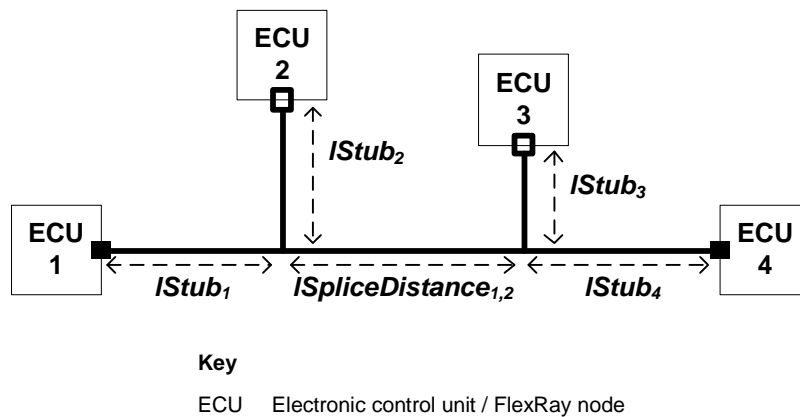 ECU
2
ECU
3
lStub2
lStub3
ECU
1
ECU
4
lStub1
lSpliceDistance1,2
lStub4
Key
ECU Electronic control unit / FlexRay node